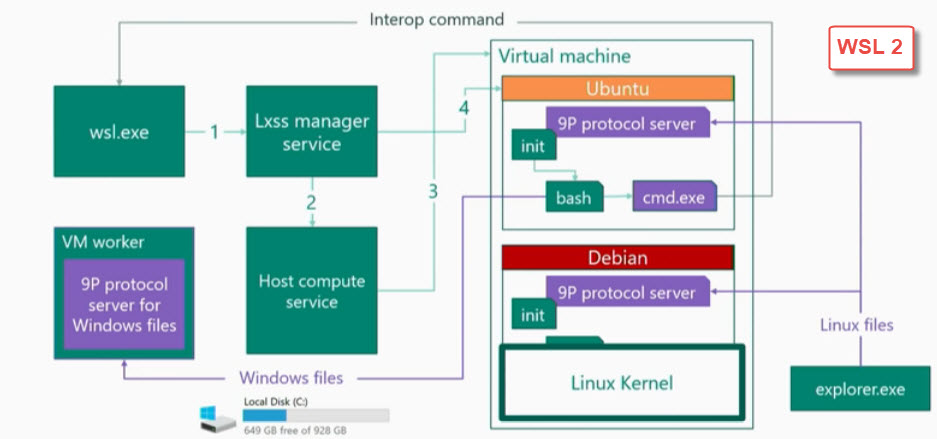 Interop command
WSL 2
Virtual machine
wsl.exe
1
Lxss manager
service
4
Ubuntu
9P protocol server
init
bash
cmd.exe
2
3
VM worker
9P protocol
server for
Windows files
Host compute
service
Debian
9P protocol server
init
Linux files
Linux Kernel
explorer.exe
Windows files
Local Disk (C:)
649 GB free of 928 GB